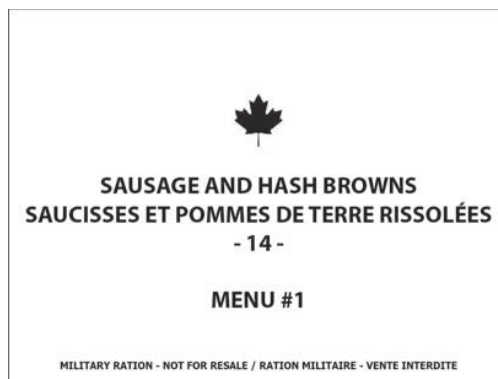 SAUSAGE AND HASH BROWNS
SAUCISSES ET POMMES DE TERRE RISSOLÉES
- 14 -
MENU #1
MILITARY RATION - NOT FOR RESALE / RATION MILITAIRE - VENTE INTERDITE